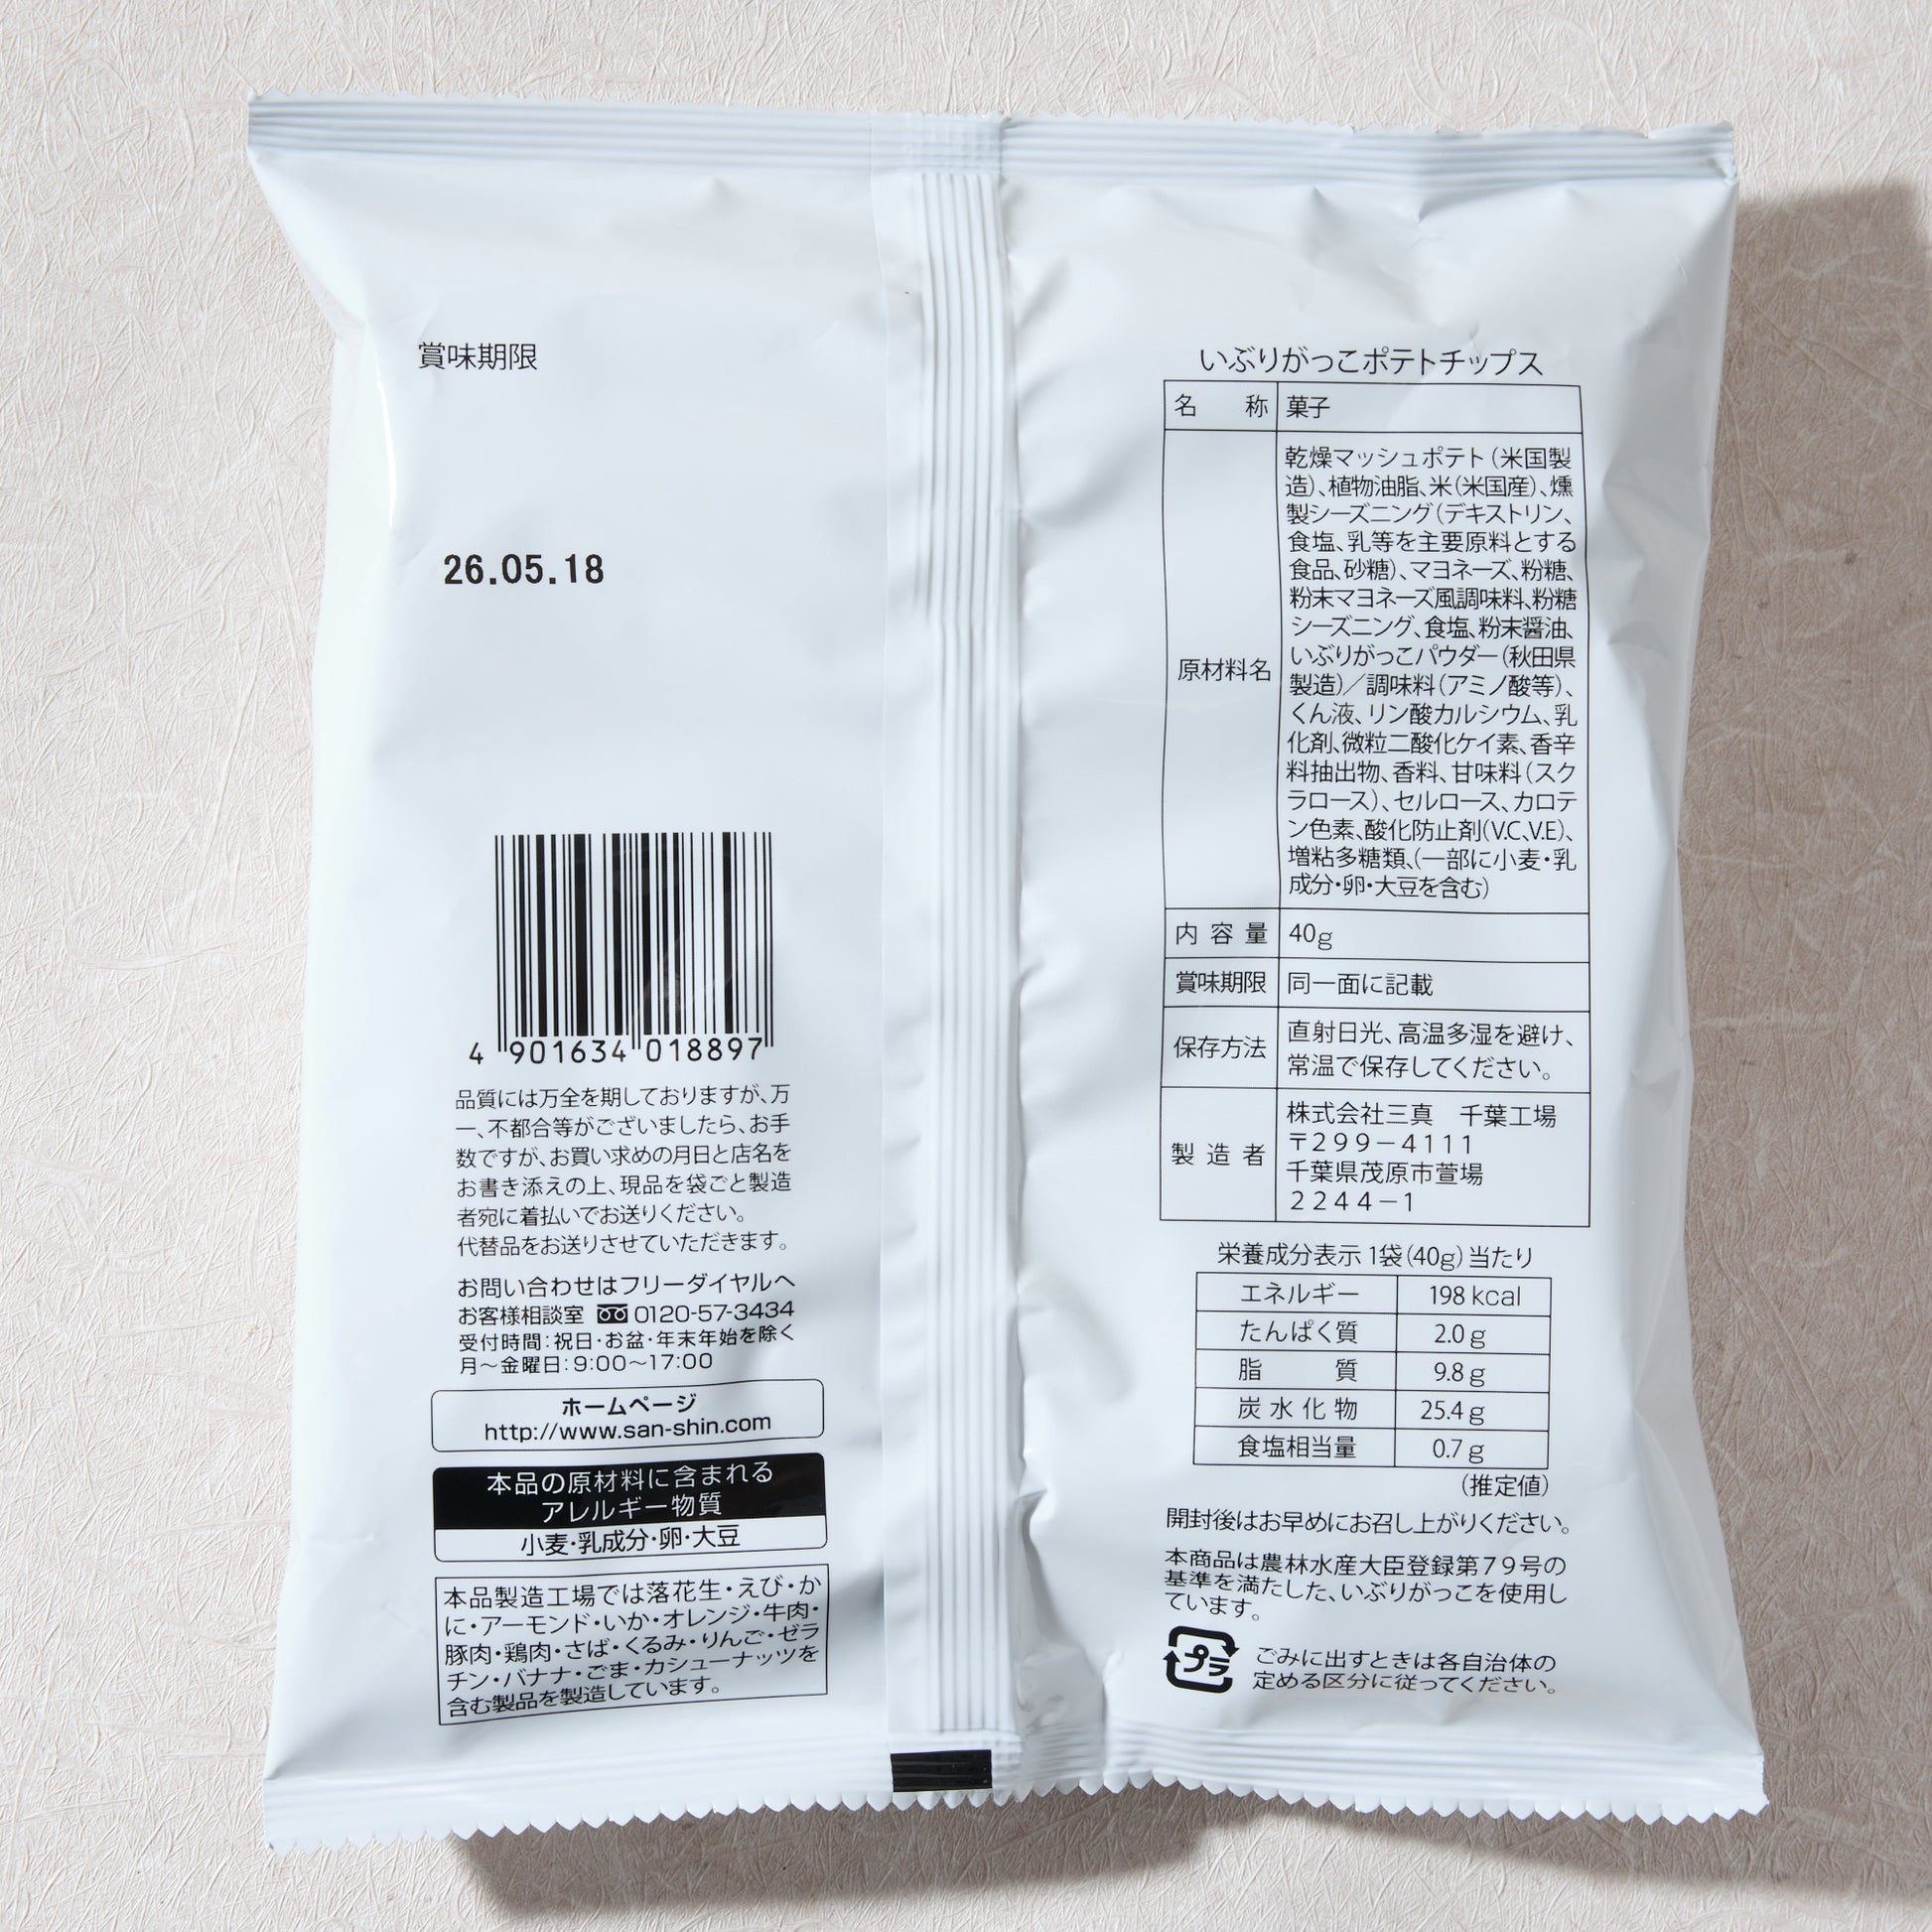 賞味期限
26.05.18
4 901634 018897
品質には万全を期しておりますが、万
一、不都合等がございましたら、お手
数ですが、お買い求めの月日と店名を
お書き添えの上、現品を袋ごと製造
者宛に着払いでお送りください。
代替品をお送りさせていただきます。
お問い合わせはフリーダイヤルへ
お客様相談室 0120-57-3434
受付時間:祝日・お盆・年末年始を除く
月〜金曜日:9:00〜17:00
ホームページ
http://www.san-shin.com
本品の原材料に含まれる
アレルギー物質
小麦・乳成分・卵・大豆
本品製造工場では落花生・えび・か
に・アーモンド・いか・オレンジ・牛肉・
豚肉・鶏肉・さば・くるみ・りんご・ゼラ
チン・バナナ・ごま・カシューナッツを
含む製品を製造しています。
いぶりがっこポテトチップス
名称 菓子
原材料名
乾燥マッシュポテト(米国製
造)、植物油脂、米(米国産)、燻
製シーズニング(デキストリン、
食塩、乳等を主要原料とする
食品、砂糖)、マヨネーズ、粉糖、
粉末マヨネーズ風調味料、粉糖
シーズニング、食塩、粉末醤油、
いぶりがっこパウダー(秋田県
製造)/調味料(アミノ酸等)、
くん液、リン酸カルシウム、乳
化剤、微粒二酸化ケイ素、香辛
料抽出物、香料、甘味料(スク
ラロース)、セルロース、カロテ
ン色素、酸化防止剤(V.C、V.E)、
増粘多糖類、(一部に小麦・乳
成分・卵・大豆を含む)
内容量 40g
賞味期限 同一面に記載
保存方法
直射日光、高温多湿を避け、
常温で保存してください。
製造者
株式会社三真 千葉工場
〒299-4111
千葉県茂原市萱場
2244-1
栄養成分表示 1袋(40g)当たり
エネルギー 198kcal
たんぱく質 2.0g
脂質 9.8g
炭水化物 25.4g
食塩相当量 0.7g
(推定値)
開封後はお早めにお召し上がりください。
本商品は農林水産大臣登録第79号の
基準を満たした、いぶりがっこを使用し
ています。
プラ
ごみに出すときは各自治体の
定める区分に従ってください。